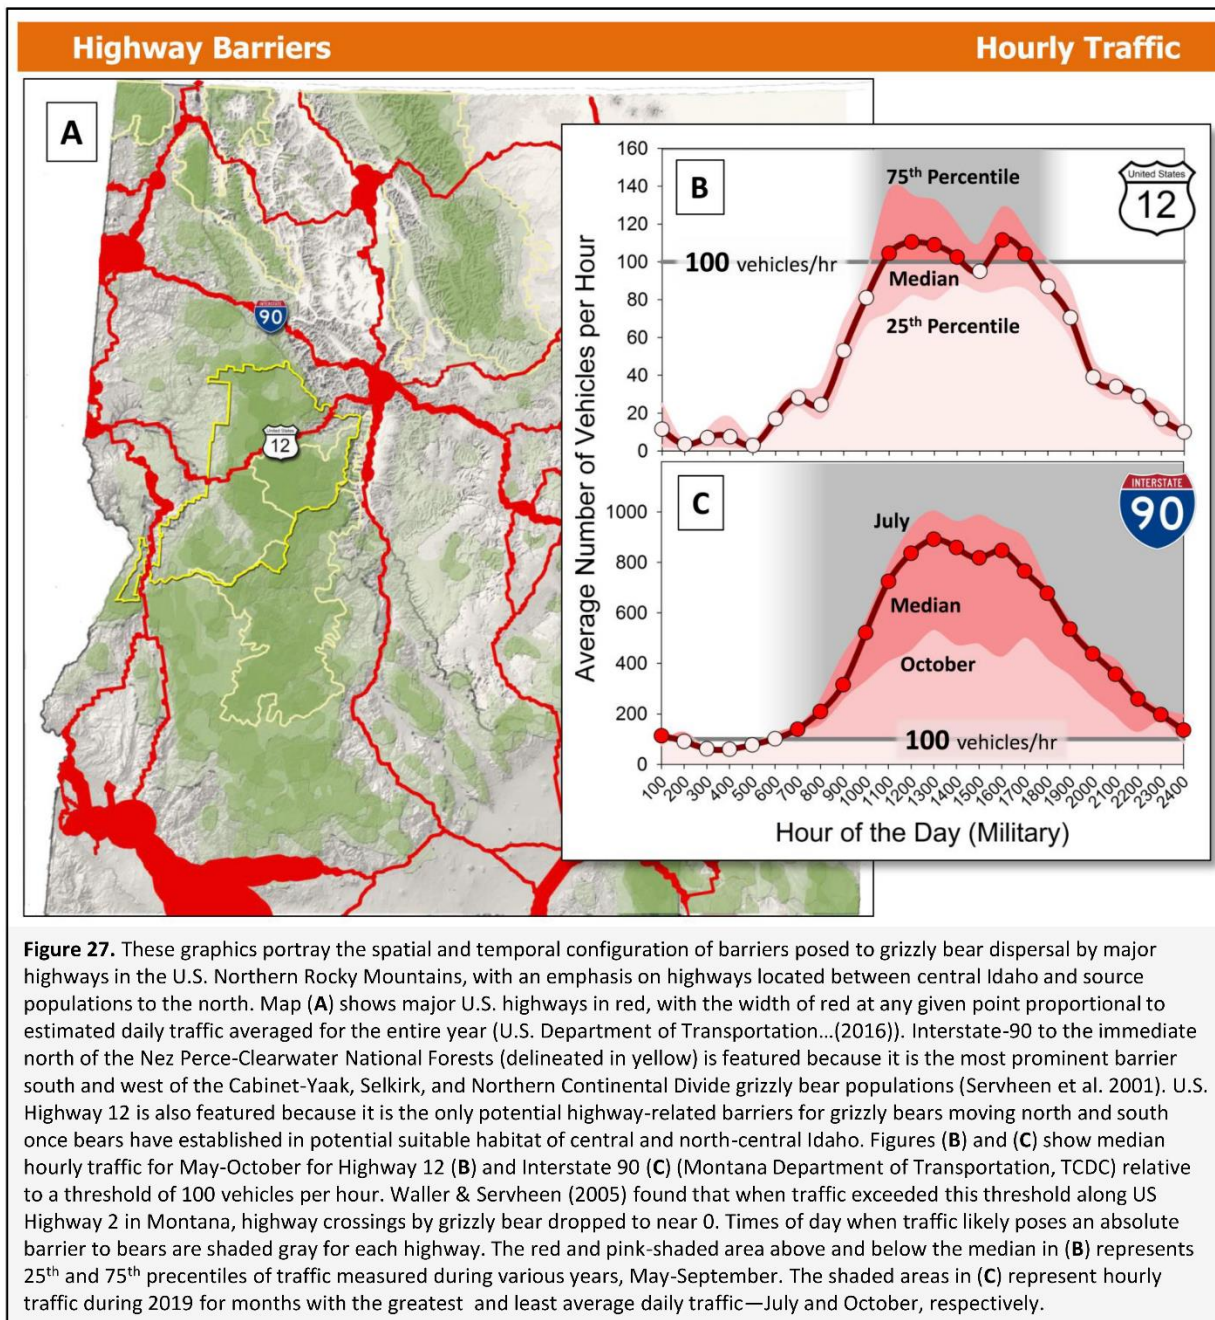 Highway Barriers
Hourly Traffic
A
90
United States
12
B
75th Percentile
United States
12
100 vehicles/hr
Median
25th Percentile
160
140
120
100
80
60
40
20
0
Average Number of Vehicles per Hour
C
INTERSTATE
90
July
Median
October
100 vehicles/hr
1000
800
600
400
200
0
100 200 300 400 500 600 700 800 900 1000 1100 1200 1300 1400 1500 1600 1700 1800 1900 2000 2100 2200 2300 2400
Hour of the Day (Military)
Figure 27. These graphics portray the spatial and temporal configuration of barriers posed to grizzly bear dispersal by major
highways in the U.S. Northern Rocky Mountains, with an emphasis on highways located between central Idaho and source
populations to the north. Map (A) shows major U.S. highways in red, with the width of red at any given point proportional to
estimated daily traffic averaged for the entire year (U.S. Department of Transportation...(2016)). Interstate-90 to the immediate
north of the Nez Perce-Clearwater National Forests (delineated in yellow) is featured because it is the most prominent barrier
south and west of the Cabinet-Yaak, Selkirk, and Northern Continental Divide grizzly bear populations (Servheen et al. 2001). U.S.
Highway 12 is also featured because it is the only potential highway-related barriers for grizzly bears moving north and south
once bears have established in potential suitable habitat of central and north-central Idaho. Figures (B) and (C) show median
hourly traffic for May-October for Highway 12 (B) and Interstate 90 (C) (Montana Department of Transportation, TCDC) relative
to a threshold of 100 vehicles per hour. Waller & Servheen (2005) found that when traffic exceeded this threshold along US
Highway 2 in Montana, highway crossings by grizzly bear dropped to near 0. Times of day when traffic likely poses an absolute
barrier to bears are shaded gray for each highway. The red and pink-shaded area above and below the median in (B) represents
25th and 75th precentiles of traffic measured during various years, May-September. The shaded areas in (C) represent hourly
traffic during 2019 for months with the greatest and least average daily traffic—July and October, respectively.